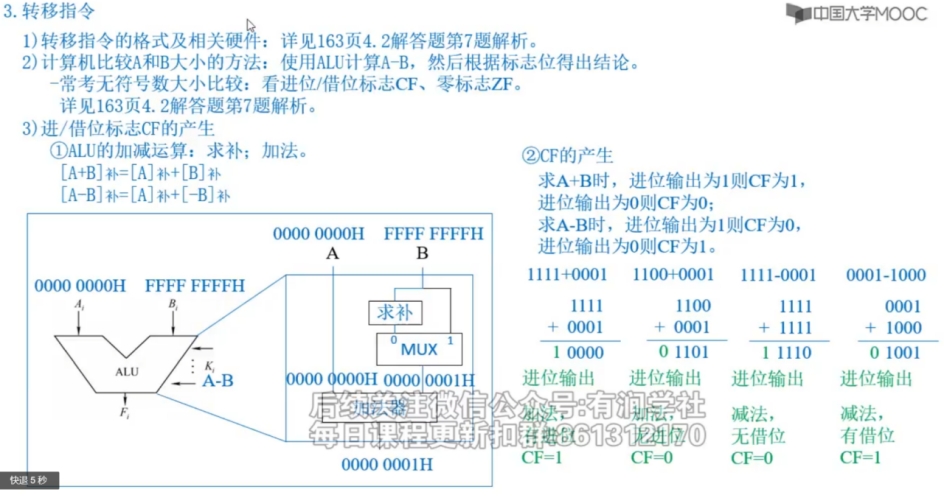 3.转移指令
中国大学MOOC
1)转移指令的格式及相关硬件：详见163页4.2解答题第7题解析。
2)计算机比较A和B大小的方法：使用ALU计算A-B，然后根据标志位得出结论。
-常考无符号数大小比较：看进位/借位标志CF、零标志ZF。
详见163页4.2解答题第7题解析。
3)进/借位标志CF的产生
①ALU的加减运算：求补；加法。
[A+B]补=[A]补+[B]补
[A-B]补=[A]补+[-B]补
0000 0000H FFFF FFFFH
A B
0000 0000H FFFF FFFFH
Ai Bi
求补
0 MUX 1
ALU
Ki
A-B
Fi
0000 0000H 0000 0001H
加法器
0000 0001H
②CF的产生
求A+B时，进位输出为1则CF为1，
进位输出为0则CF为0；
求A-B时，进位输出为1则CF为0，
进位输出为0则CF为1。
1111+0001 1100+0001 1111-0001 0001-1000
1111 1100 1111 0001
+ 0001 + 0001 + 1111 + 1000
1 0000 0 1101 1 1110 0 1001
进位输出 进位输出 进位输出 进位输出
加法， 加法， 减法， 减法，
有进位 无进位 无借位 有借位
CF=1 CF=0 CF=0 CF=1
后续关注微信公众号:有润学社
每日课程更新扣群:861312170
快退 5 秒